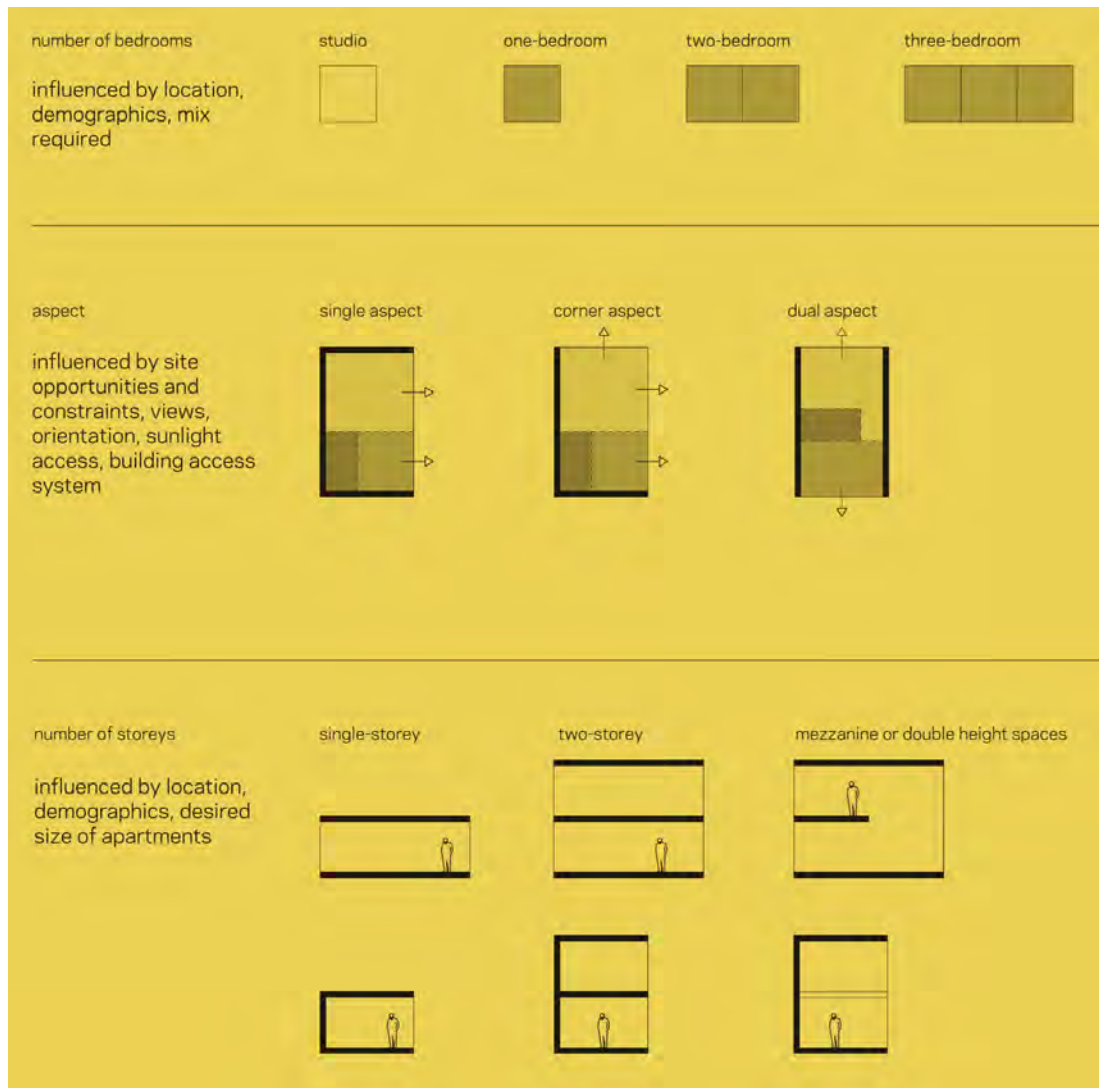 number of bedrooms
influenced by location,
demographics, mix
required
studio
one-bedroom
two-bedroom
three-bedroom
aspect
influenced by site
opportunities and
constraints, views,
orientation, sunlight
access, building access
system
single aspect
corner aspect
dual aspect
number of storeys
influenced by location,
demographics, desired
size of apartments
single-storey
two-storey
mezzanine or double height spaces